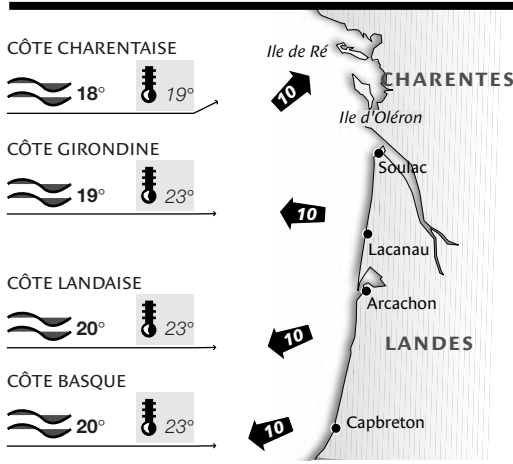 CÔTE CHARENTAISE
18° 19°
CÔTE GIRONDINE
19° 23°
CÔTE LANDAISE
20° 23°
CÔTE BASQUE
20° 23°
Ile de Ré
10
CHARENTES
Ile d'Oléron
Soulac
10
Lacanau
Arcachon
10
LANDES
10
Capbreton